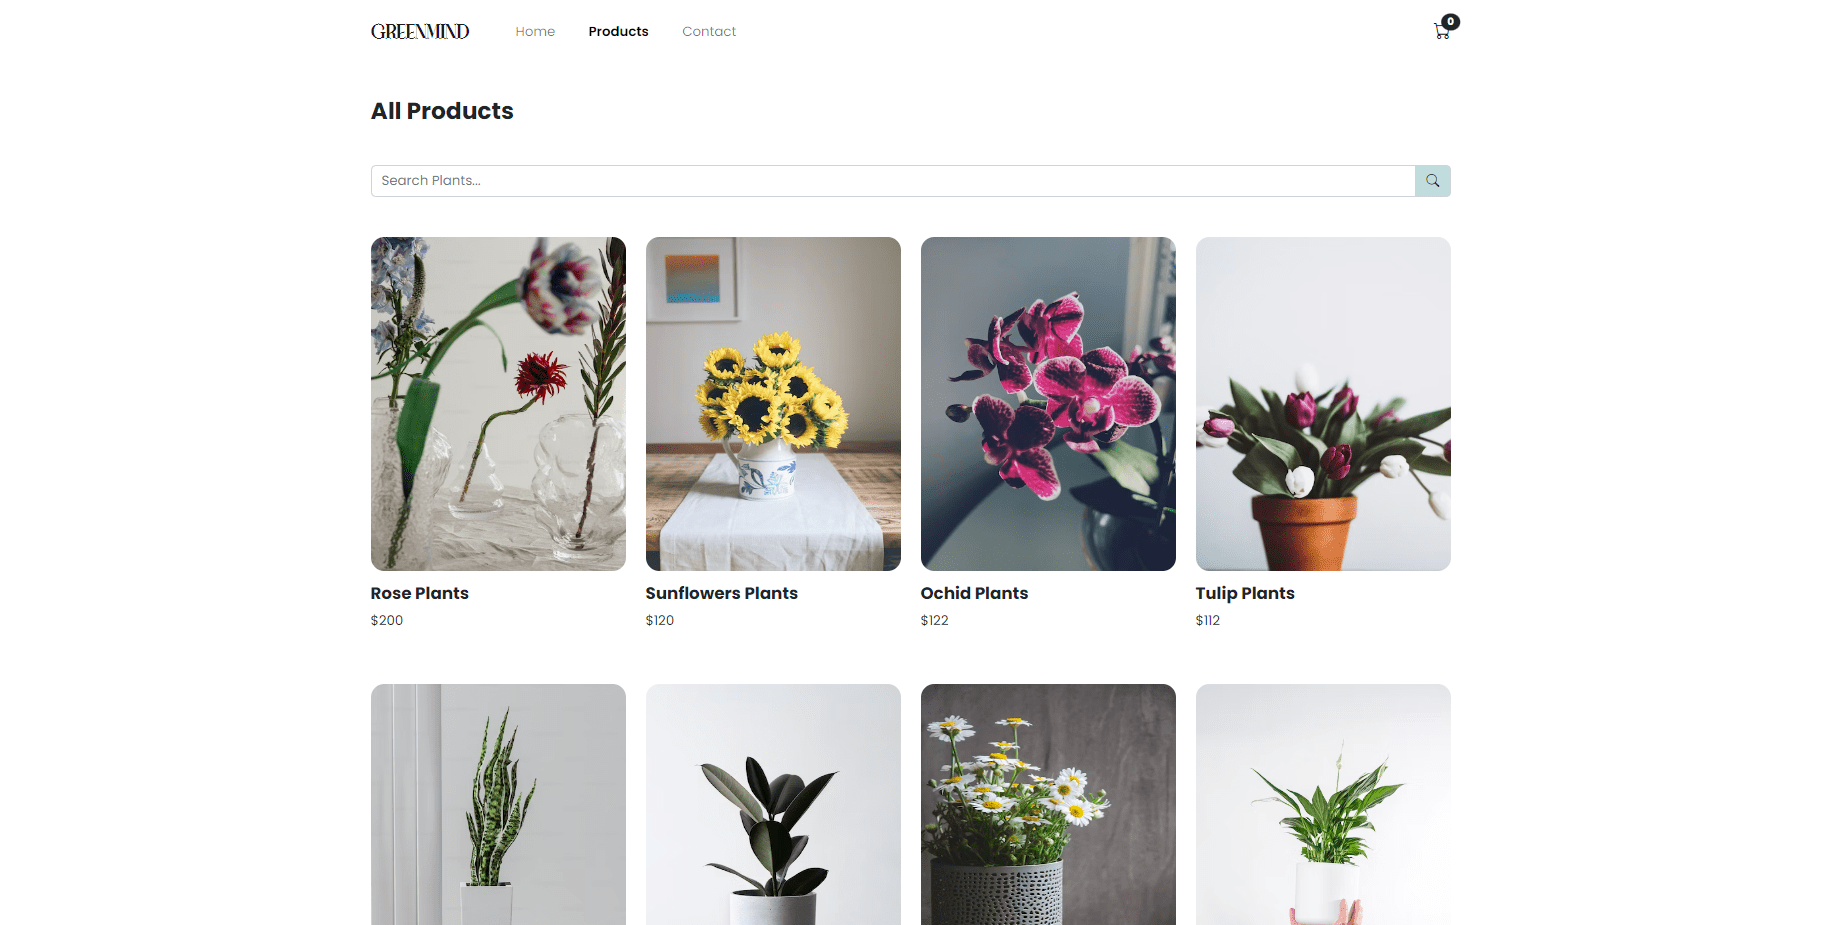 GREENMIND Home Products Contact 0
All Products
Search Plants...
Rose Plants Sunflowers Plants Ochid Plants Tulip Plants
$200 $120 $122 $112